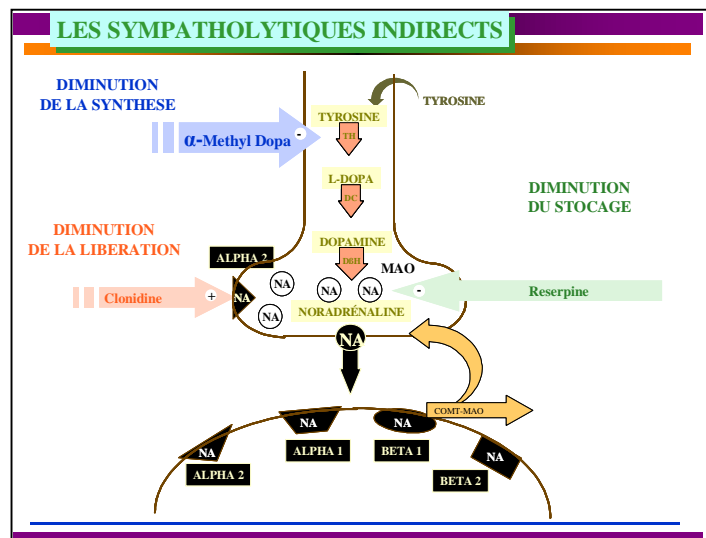 LES SYMPATHOLYTIQUES INDIRECTS
DIMINUTION
DE LA SYNTHESE
TYROSINE
TYROSINE
α-Methyl Dopa
-
TH
L-DOPA
DIMINUTION
DU STOCAGE
DC
DIMINUTION
DE LA LIBERATION
DOPAMINE
ALPHA 2
DBH
MAO
Clonidine
+
NA
NA
NA
NA
NA
-
Reserpine
NORADRÉNALINE
NA
COMT-MAO
NA
NA
NA
NA
ALPHA 1
BETA 1
ALPHA 2
BETA 2